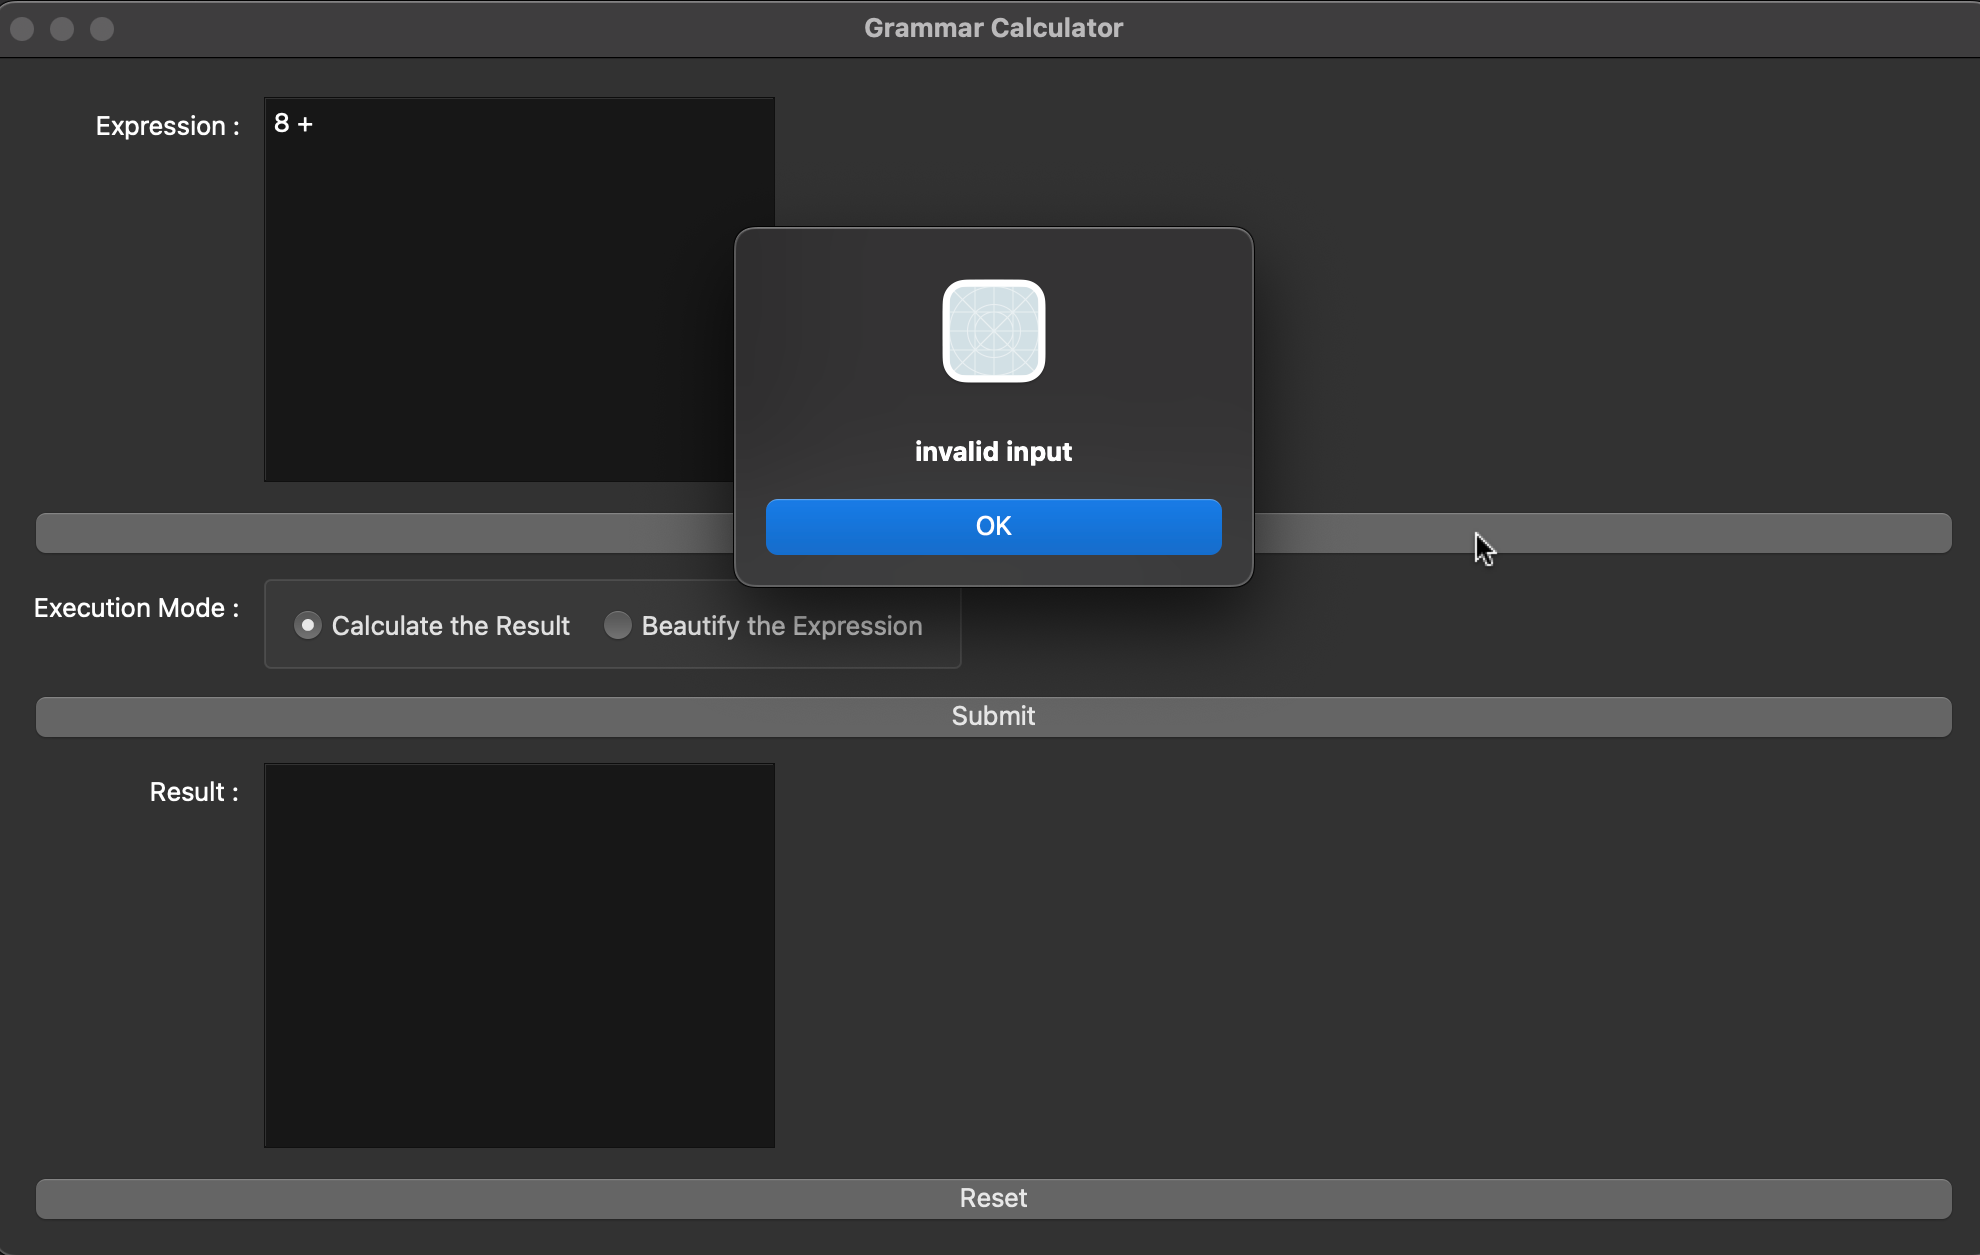 Grammar Calculator
Expression :
8 +
invalid input
OK
Execution Mode :
Calculate the Result
Beautify the Expression
Submit
Result :
Reset